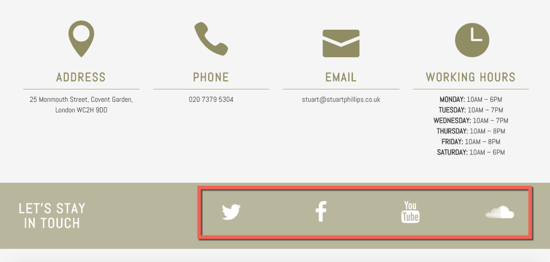 ADDRESS
25 Monmouth Street, Covent Garden,
London WC2H 9DD
PHONE
020 7379 5304
EMAIL
stuart@stuartphillips.co.uk
WORKING HOURS
MONDAY: 10AM – 6PM
TUESDAY: 10AM – 7PM
WEDNESDAY: 10AM – 7PM
THURSDAY: 10AM – 8PM
FRIDAY: 10AM – 8PM
SATURDAY: 10AM – 6PM
LET'S STAY
IN TOUCH
You
Tube